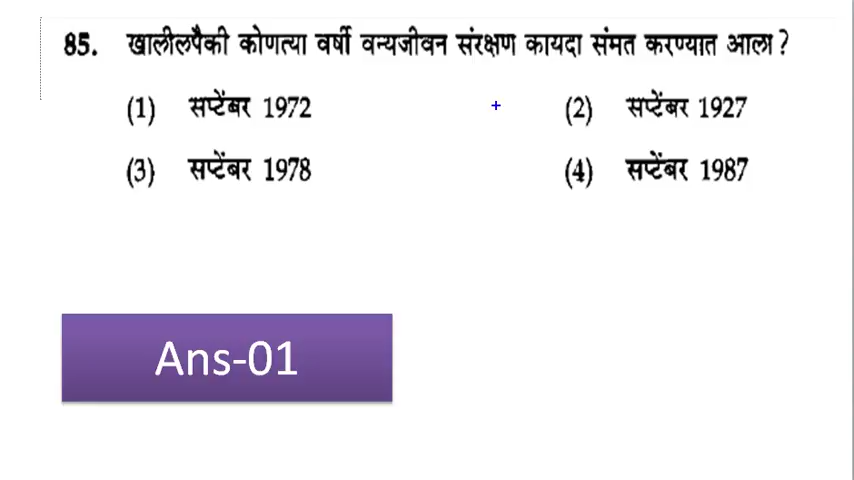 85. खालीलपैकी कोणत्या वर्षी वन्यजीवन संरक्षण कायदा संमत करण्यात आला ?
(1) सप्टेंबर 1972 (2) सप्टेंबर 1927
(3) सप्टेंबर 1978 (4) सप्टेंबर 1987
Ans-01